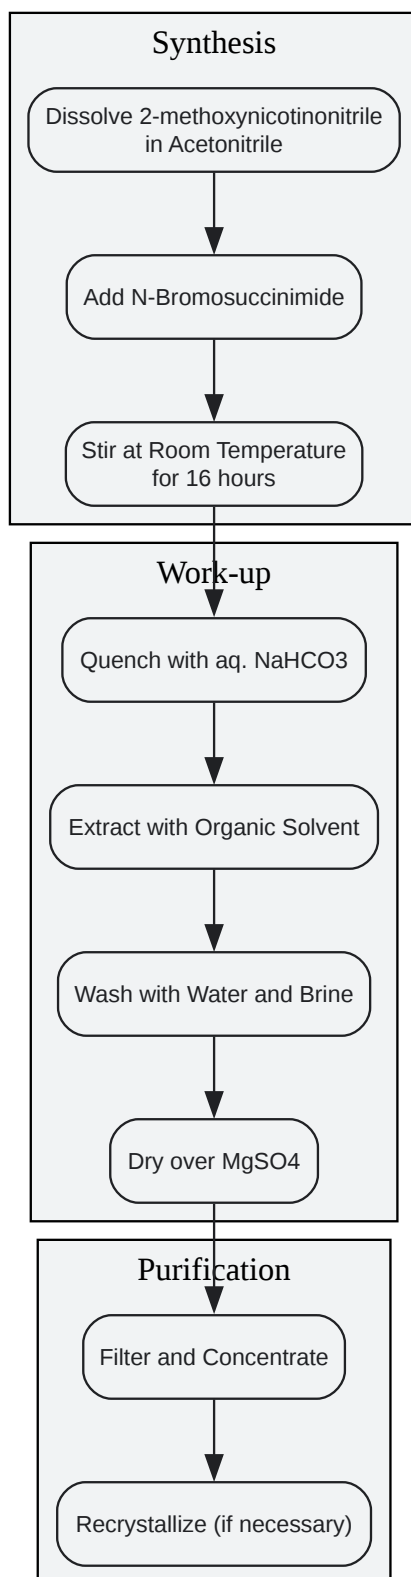 Synthesis
Dissolve 2-methoxynicotinonitrile
in Acetonitrile
Add N-Bromosuccinimide
Stir at Room Temperature
for 16 hours
Work-up
Quench with aq. NaHCO3
Extract with Organic Solvent
Wash with Water and Brine
Dry over MgSO4
Purification
Filter and Concentrate
Recrystallize (if necessary)